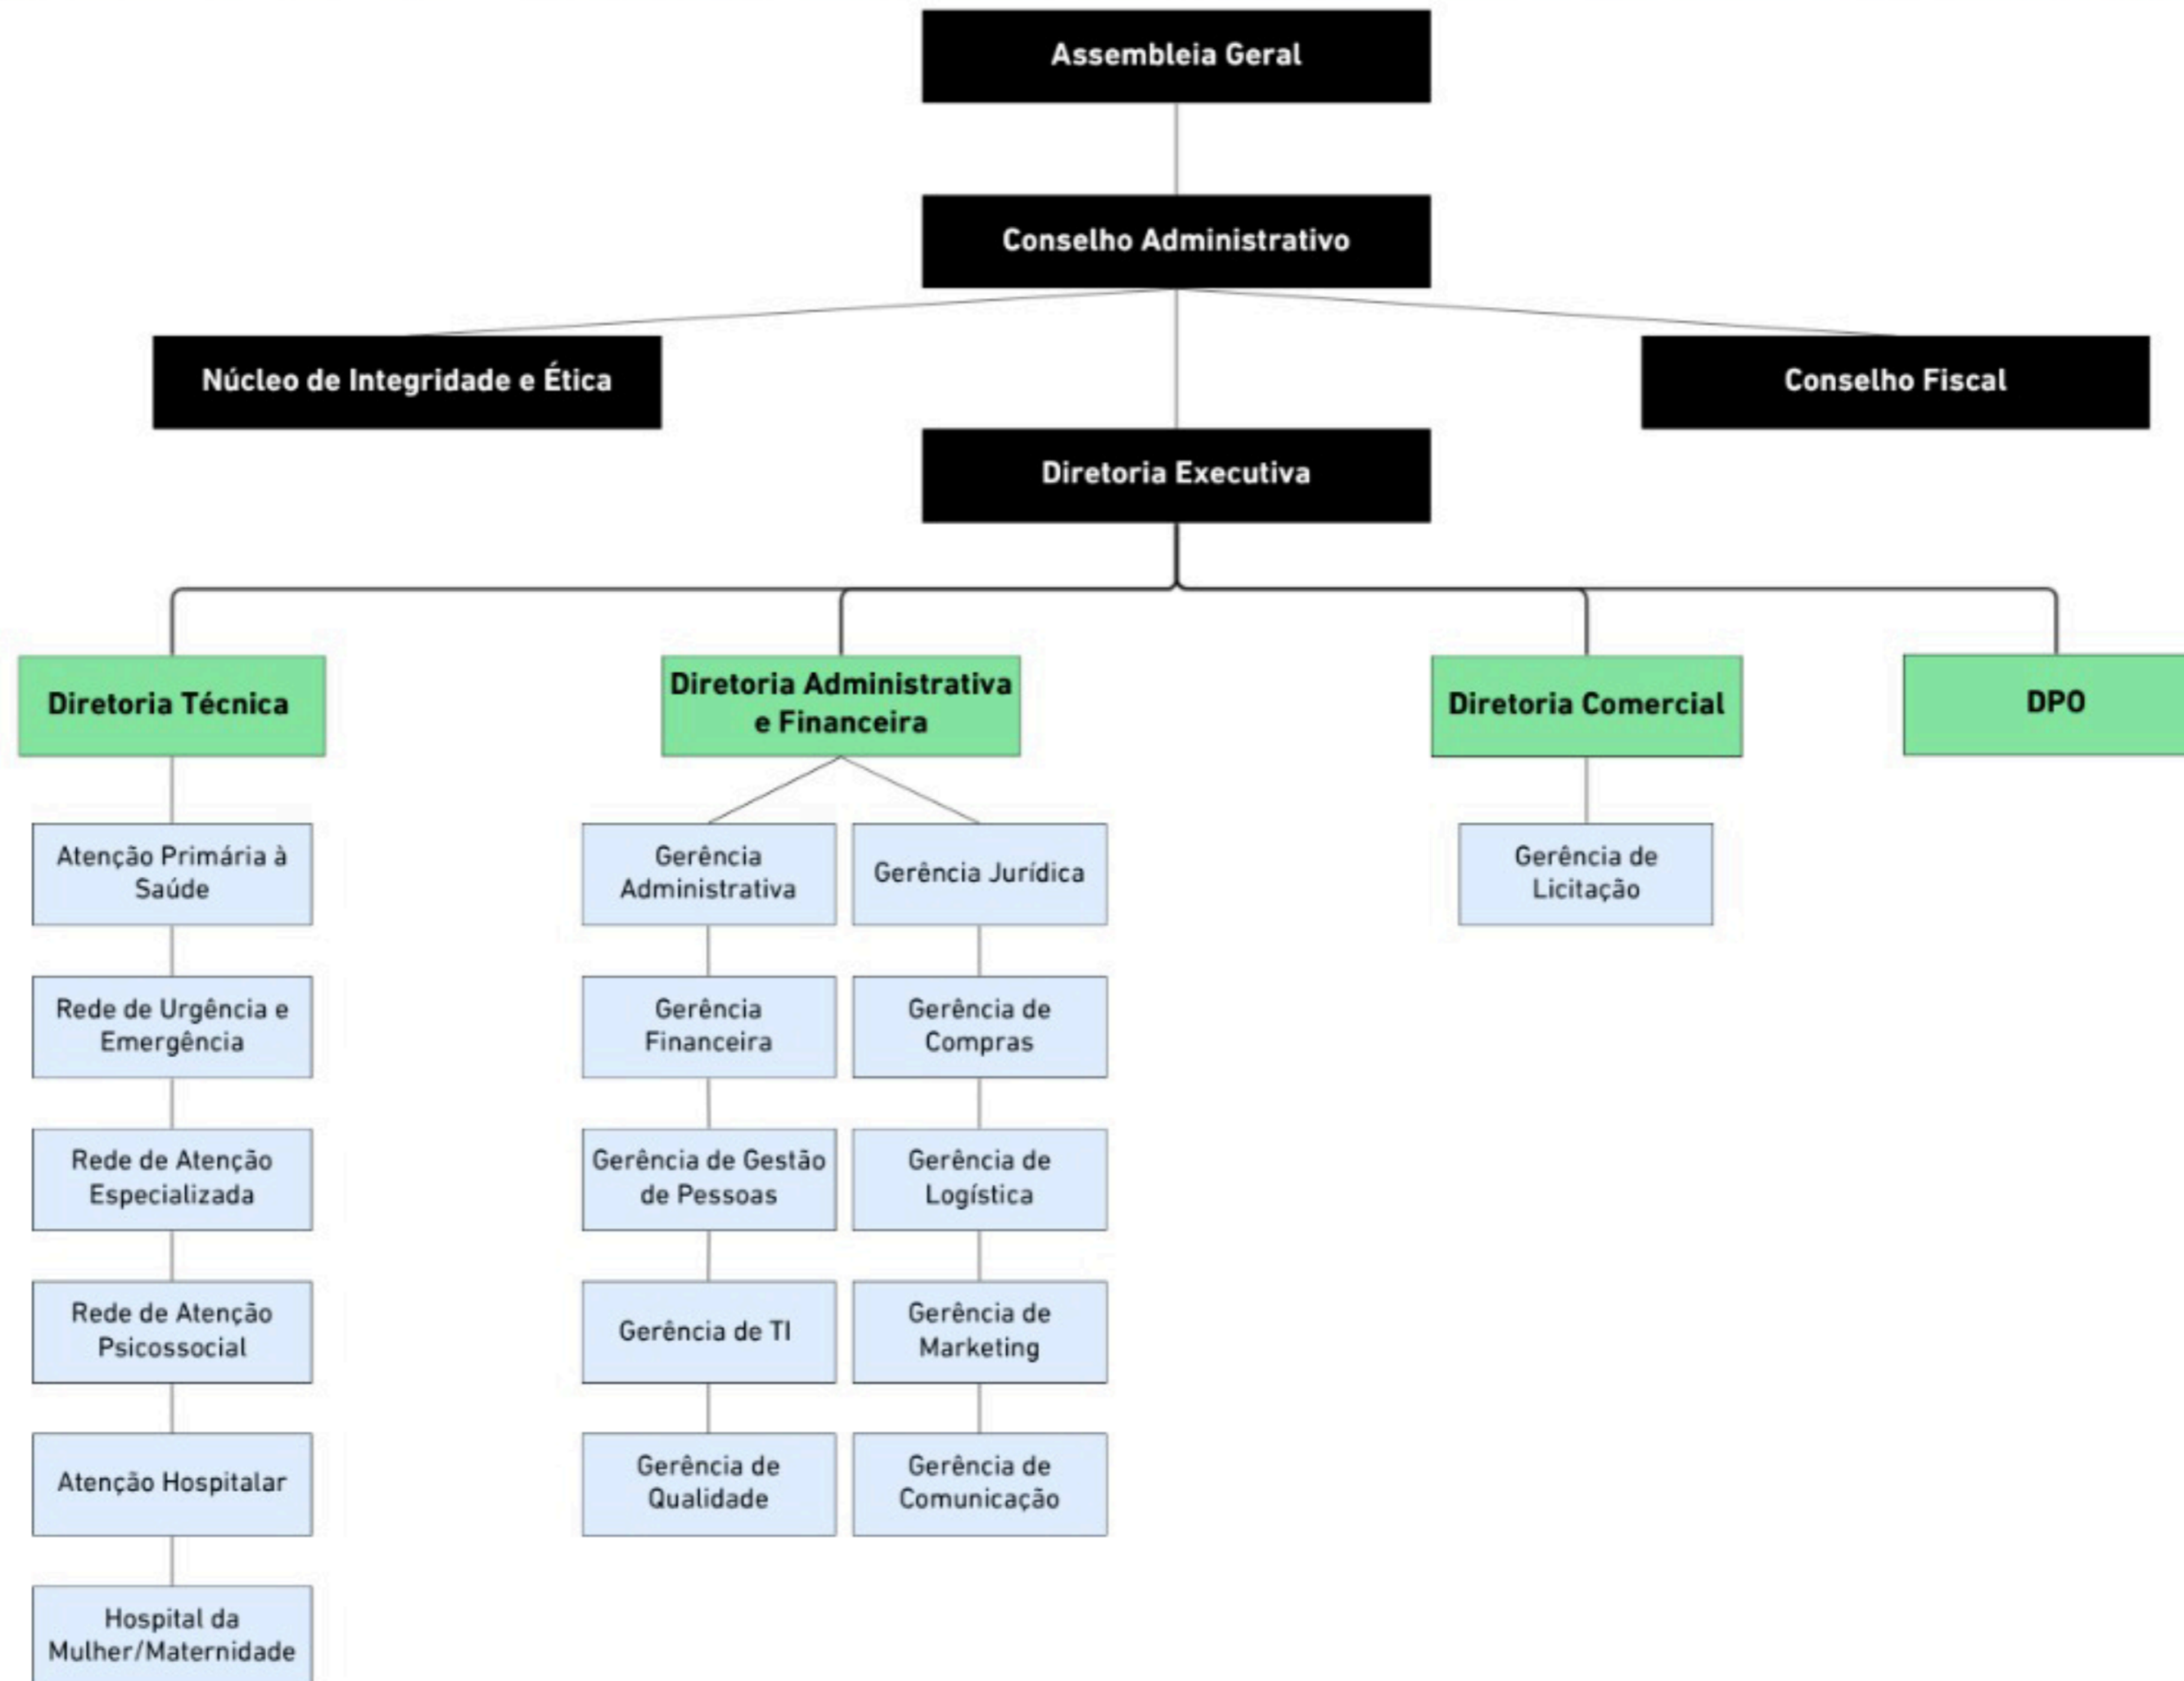 Assembleia Geral
Conselho Administrativo
Núcleo de Integridade e Ética
Conselho Fiscal
Diretoria Executiva
Diretoria Técnica
Diretoria Administrativa
e Financeira
Diretoria Comercial
DPO
Atenção Primária à
Saúde
Rede de Urgência e
Emergência
Rede de Atenção
Especializada
Rede de Atenção
Psicossocial
Atenção Hospitalar
Hospital da
Mulher/Maternidade
Gerência
Administrativa
Gerência
Financeira
Gerência de Gestão
de Pessoas
Gerência de TI
Gerência de
Qualidade
Gerência Jurídica
Gerência de
Compras
Gerência de
Logística
Gerência de
Marketing
Gerência de
Comunicação
Gerência de
Licitação